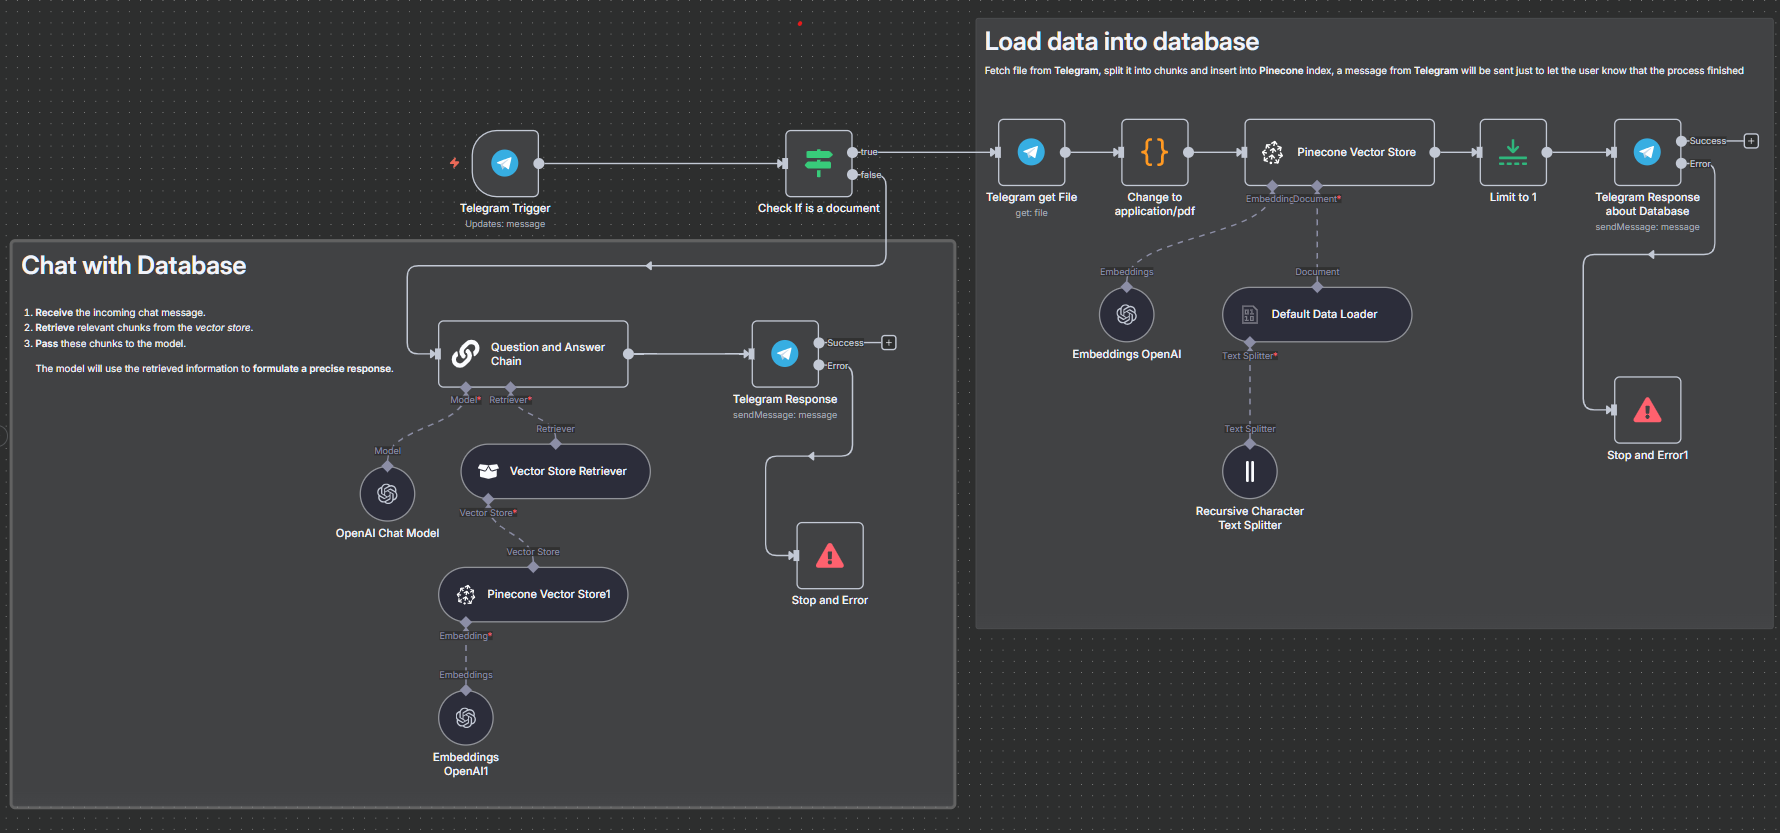 Load data into database
Fetch file from Telegram, split it into chunks and insert into Pinecone index, a message from Telegram will be sent just to let the user know that the process finished
Telegram Trigger
Updates: message
Check If is a document
true
false
Telegram get File
get: file
Change to
application/pdf
Pinecone Vector Store
Embedding
Document*
Limit to 1
Success
Error
Telegram Response
about Database
sendMessage: message
Embeddings
Embeddings OpenAI
Document
Default Data Loader
Text Splitter*
Text Splitter
Recursive Character
Text Splitter
Stop and Error1
Chat with Database
1. Receive the incoming chat message.
2. Retrieve relevant chunks from the vector store.
3. Pass these chunks to the model.
The model will use the retrieved information to formulate a precise response.
Question and Answer
Chain
Model*
Retriever*
Success
Error
Telegram Response
sendMessage: message
Model
OpenAI Chat Model
Retriever
Vector Store Retriever
Vector Store*
Vector Store
Pinecone Vector Store1
Embedding*
Embeddings
Embeddings
OpenAI1
Stop and Error